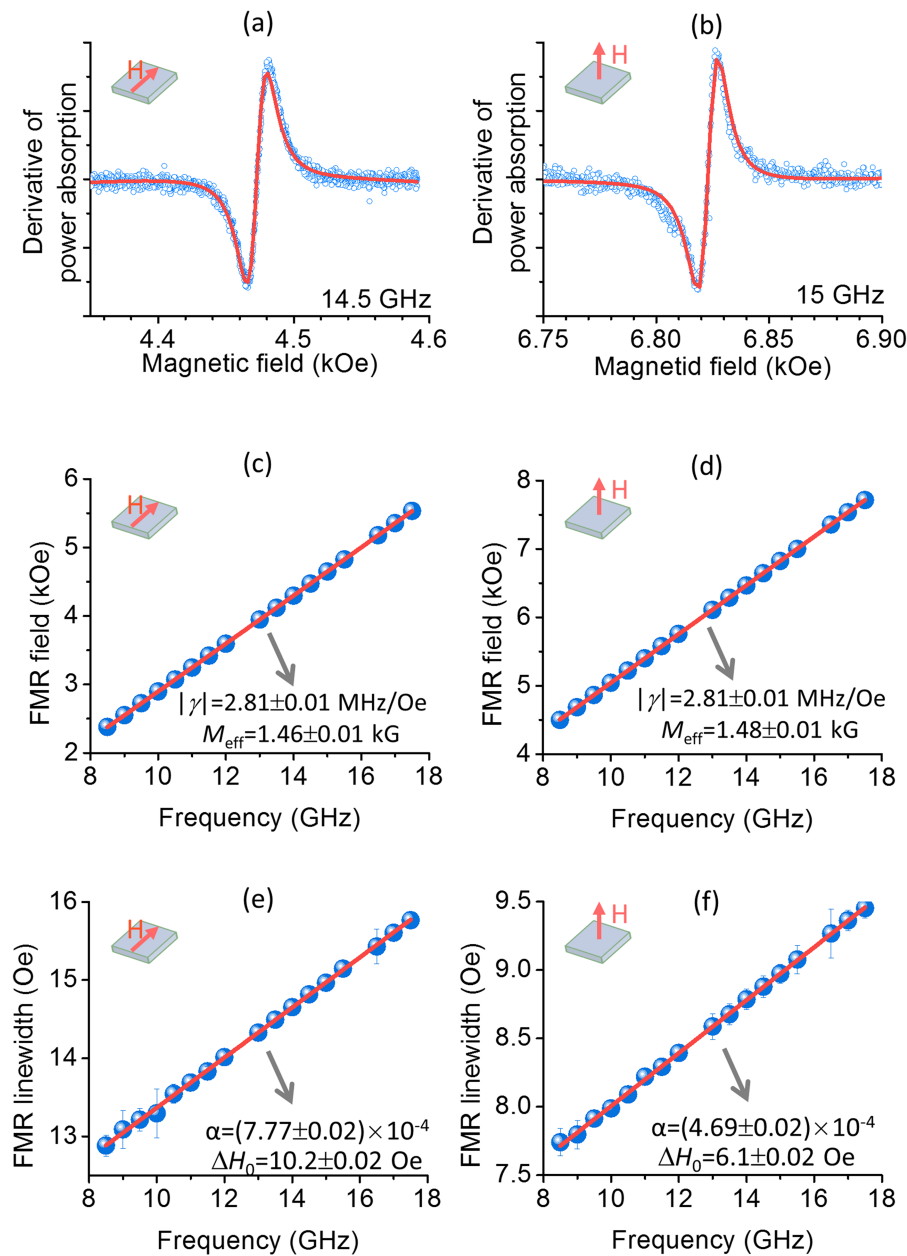 (a)
H
Derivative of
power absorption
14.5 GHz
4.4
4.5
4.6
Magnetic field (kOe)
(b)
H
Derivative of
power absorption
15 GHz
6.75
6.80
6.85
6.90
Magnetid field (kOe)
(c)
H
FMR field (kOe)
6
5
4
3
2
|γ|=2.81±0.01 MHz/Oe
Meff=1.46±0.01 kG
8
10
12
14
16
18
Frequency (GHz)
(d)
H
FMR field (kOe)
8
7
6
5
4
|γ|=2.81±0.01 MHz/Oe
Meff=1.48±0.01 kG
8
10
12
14
16
18
Frequency (GHz)
(e)
H
FMR linewidth (Oe)
16
15
14
13
α=(7.77±0.02)×10-4
ΔH0=10.2±0.02 Oe
8
10
12
14
16
18
Frequency (GHz)
(f)
H
FMR linewidth (Oe)
9.5
9.0
8.5
8.0
7.5
α=(4.69±0.02)×10-4
ΔH0=6.1±0.02 Oe
8
10
12
14
16
18
Frequency (GHz)